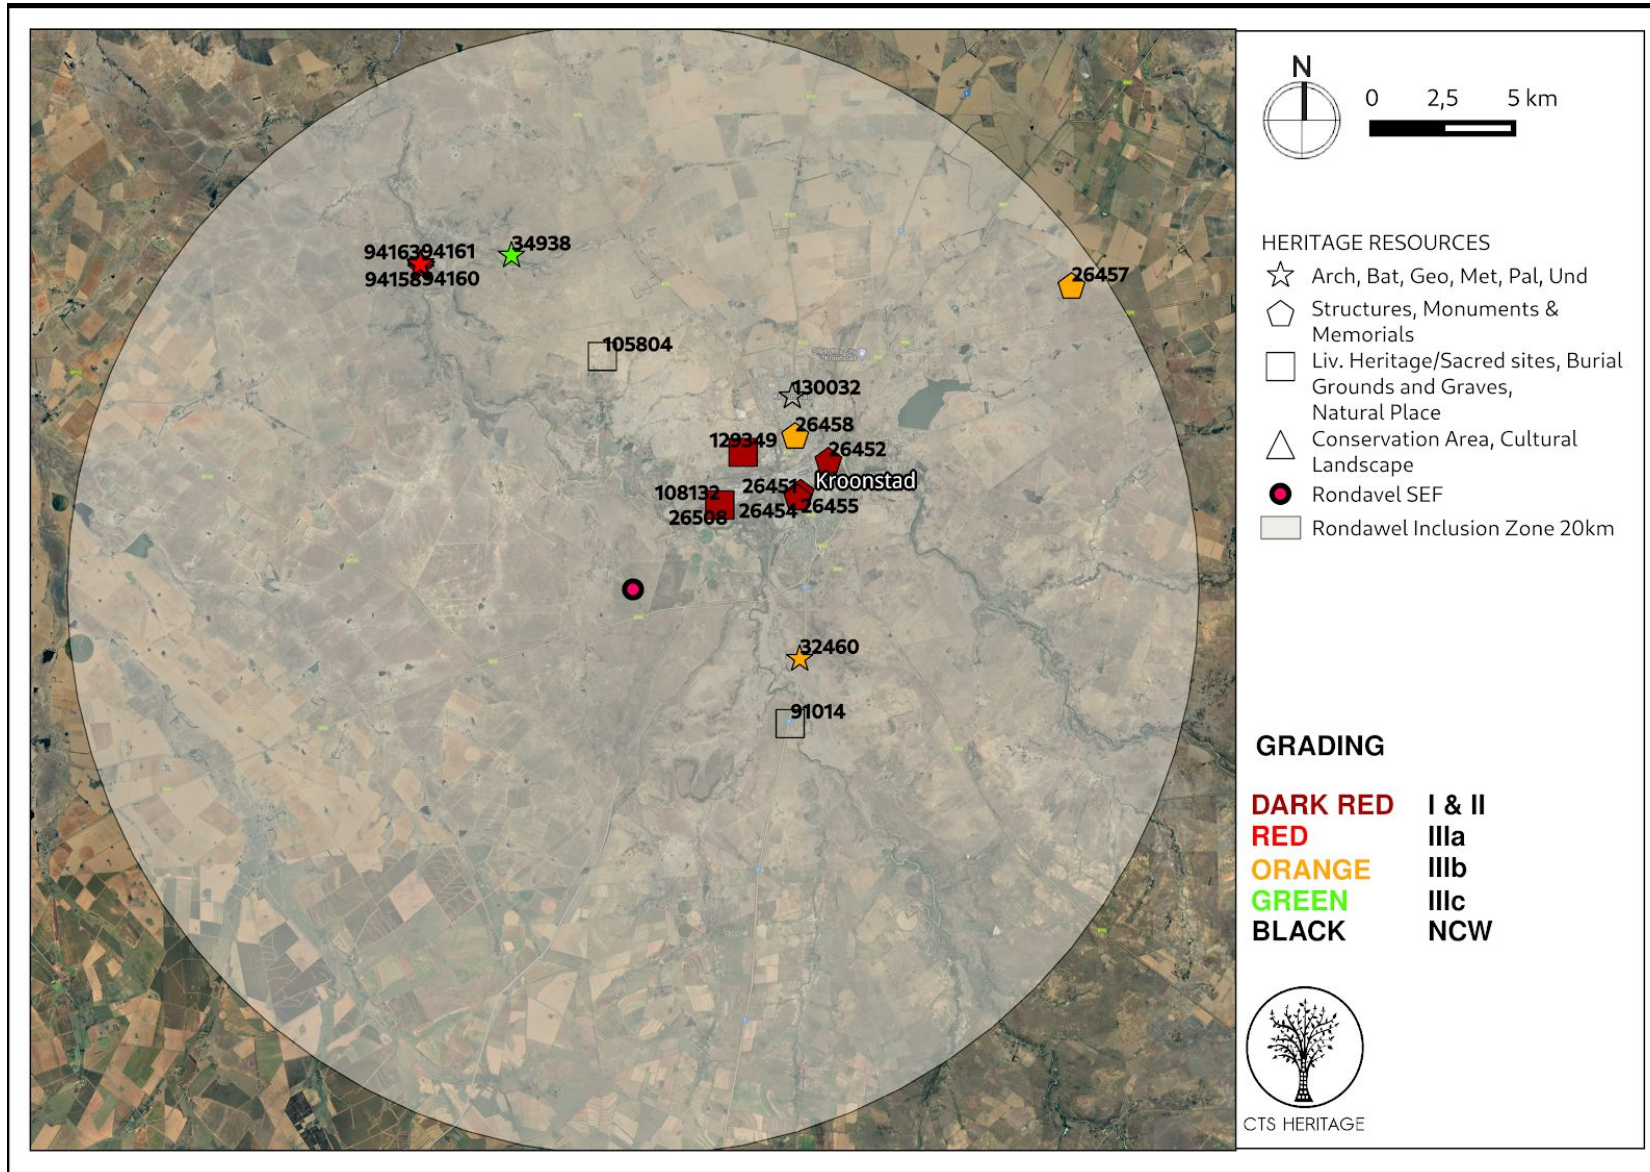 N
0 2,5 5 km
9416394161
34938
9415894160
26457
105804
130032
26458
129349
26452
Kroonstad
108132
26451
26508
26454
26455
32460
91014
HERITAGE RESOURCES
Arch, Bat, Geo, Met, Pal, Und
Structures, Monuments &
Memorials
Liv. Heritage/Sacred sites, Burial
Grounds and Graves,
Natural Place
Conservation Area, Cultural
Landscape
Rondavel SEF
Rondawel Inclusion Zone 20km
GRADING
DARK RED I & II
RED IIIa
ORANGE IIIb
GREEN IIIc
BLACK NCW
CTS HERITAGE